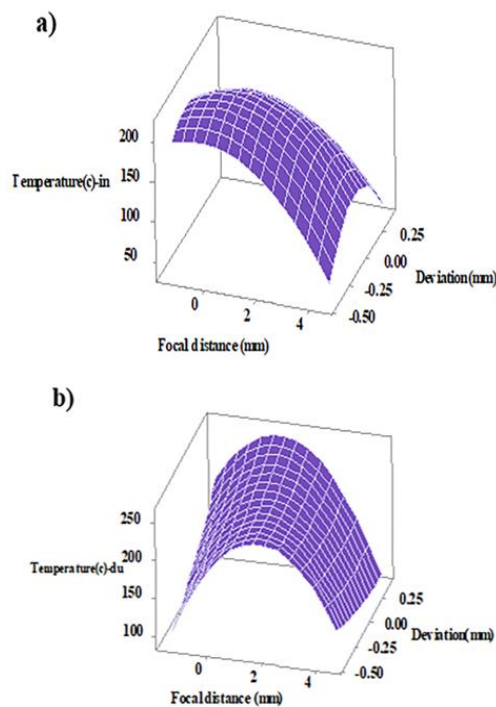 a)
200
Temperature(c)-in
150
100
50
0.25
0.00
-0.25
-0.50
Deviation(mm)
0
2
4
Focal distance (mm)
b)
250
200
Temperature(c)-du
150
100
0.25
0.00
-0.25
-0.50
Deviation(mm)
0
2
4
Focal distance (mm)